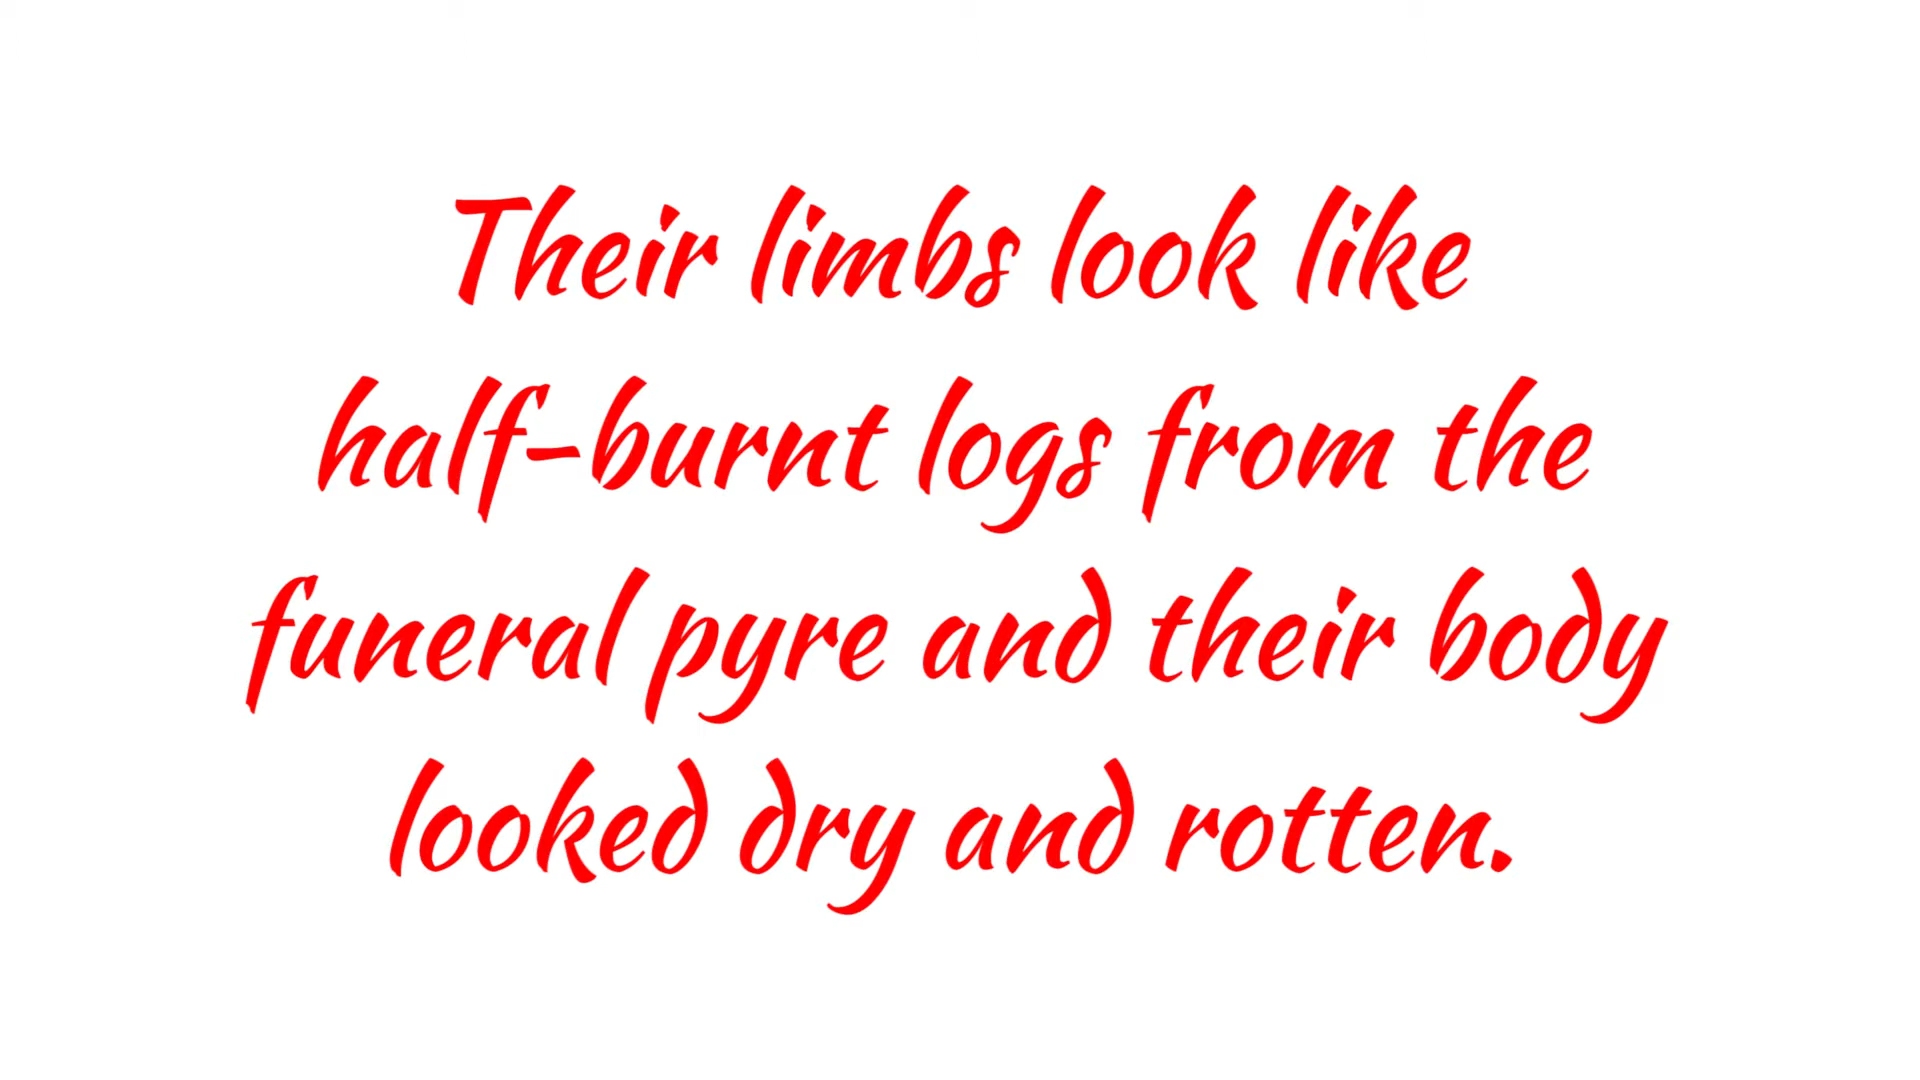 Their limbs look like
half-burnt logs from the
funeral pyre and their body
looked dry and rotten.